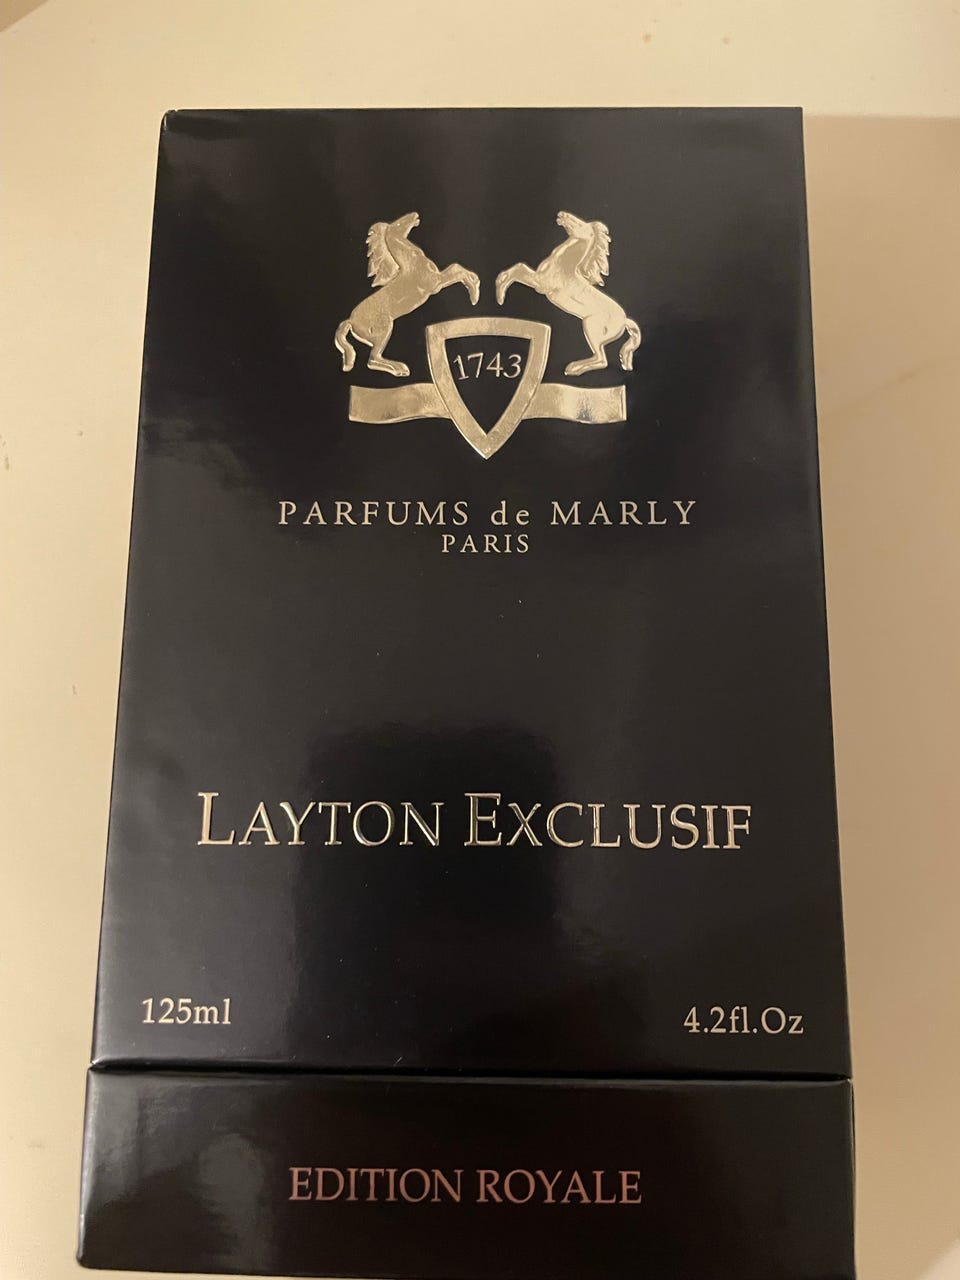 1743
PARFUMS de MARLY
PARIS
LAYTON EXCLUSIF
125ml 4.2fl.Oz
EDITION ROYALE